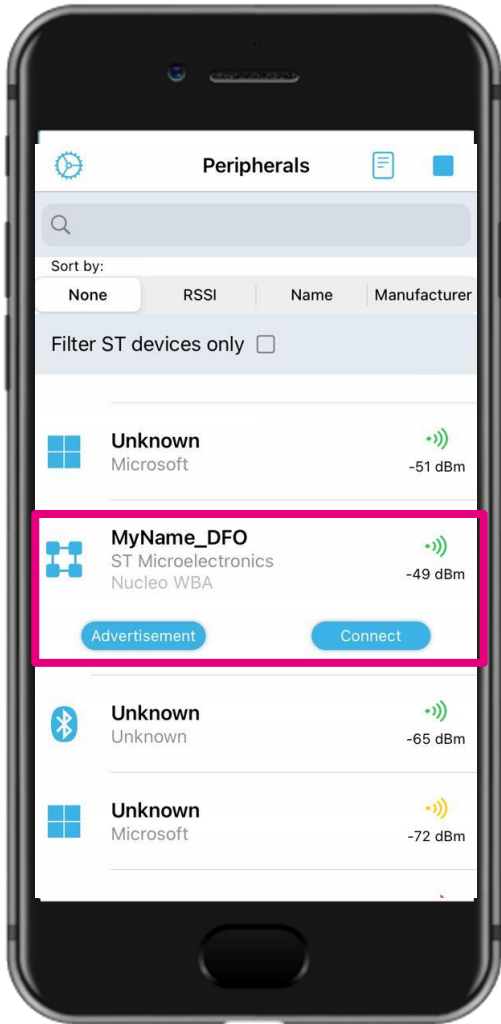 Peripherals
Sort by:
None RSSI Name Manufacturer
Filter ST devices only
Unknown
Microsoft
-51 dBm
MyName_DFO
ST Microelectronics
Nucleo WBA
-49 dBm
Advertisement Connect
Unknown
Unknown
-65 dBm
Unknown
Microsoft
-72 dBm